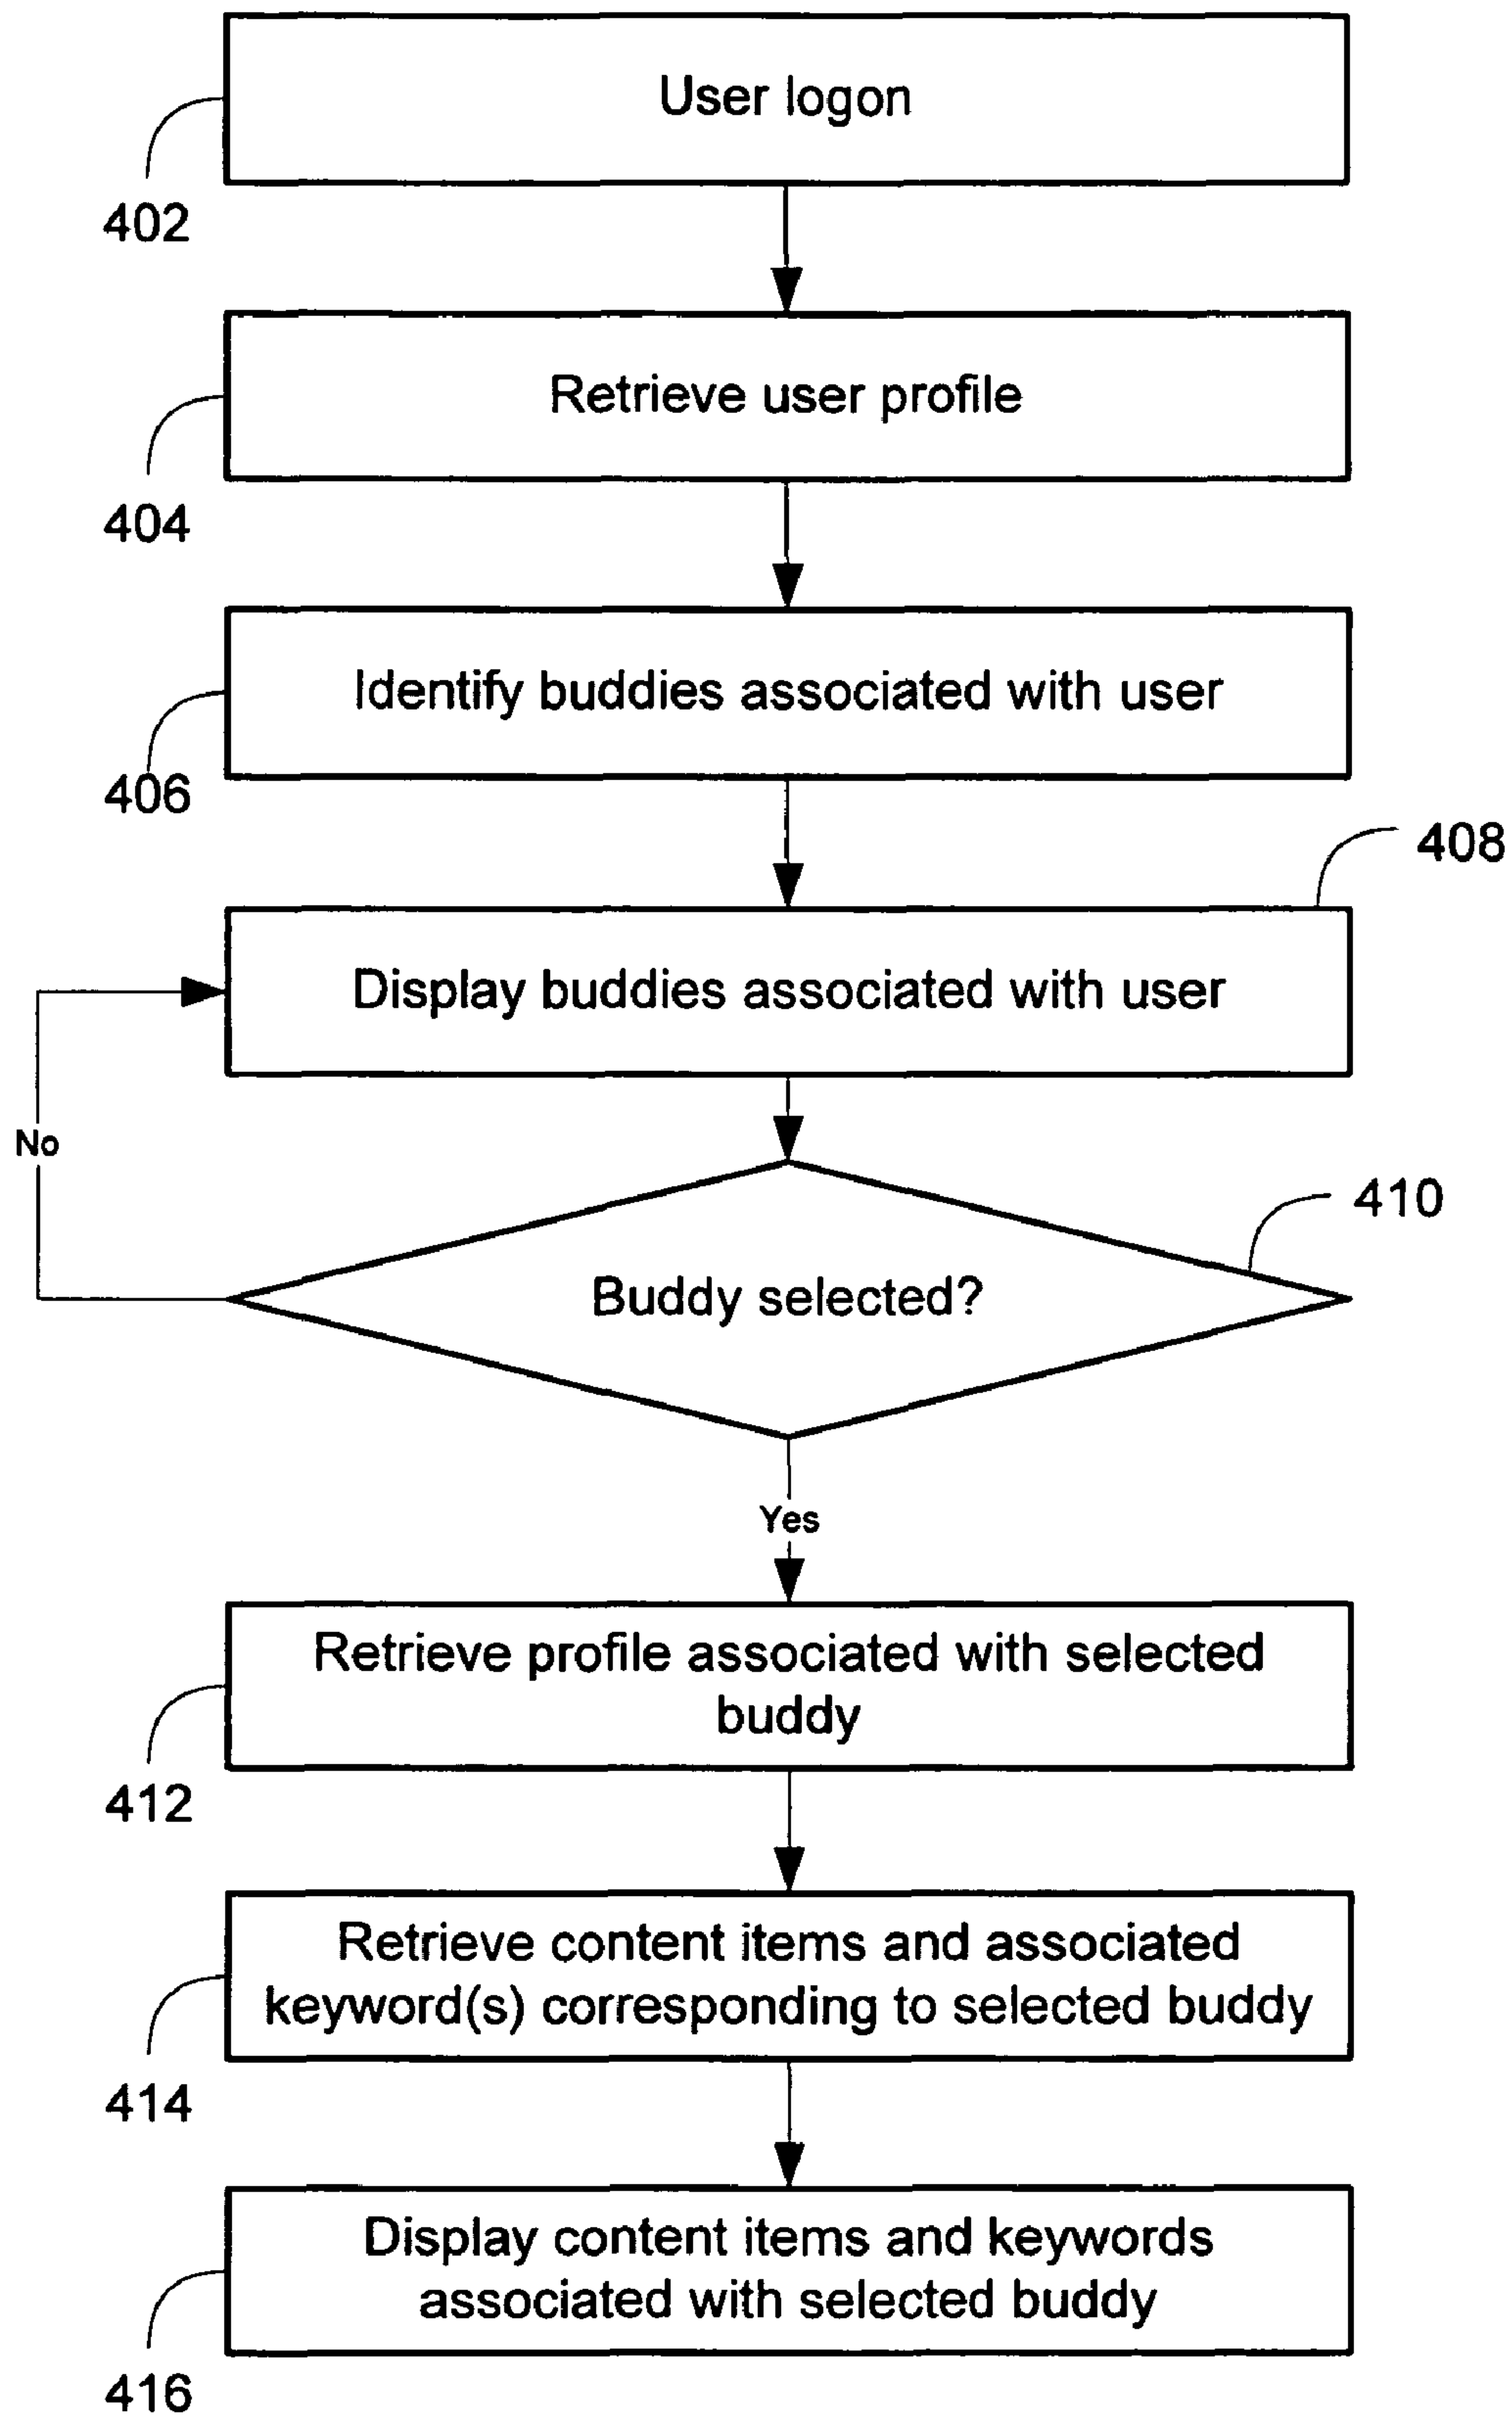 User logon
402
Retrieve user profile
404
Identify buddies associated with user
406
408
Display buddies associated with user
No
410
Buddy selected?
Yes
Retrieve profile associated with selected
buddy
412
Retrieve content items and associated
keyword(s) corresponding to selected buddy
414
Display content items and keywords
associated with selected buddy
416